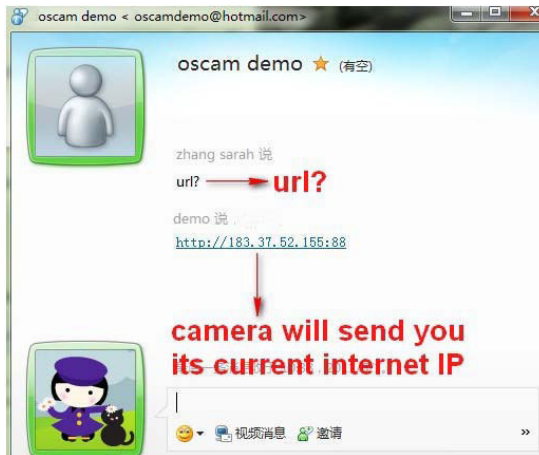 oscam demo < oscamdemo@hotmail.com>
oscam demo (有空)
zhang sarah 说
url? url?
demo 说
http://183.37.52.155:88
camera will send you
its current internet IP
视频消息 邀请 »